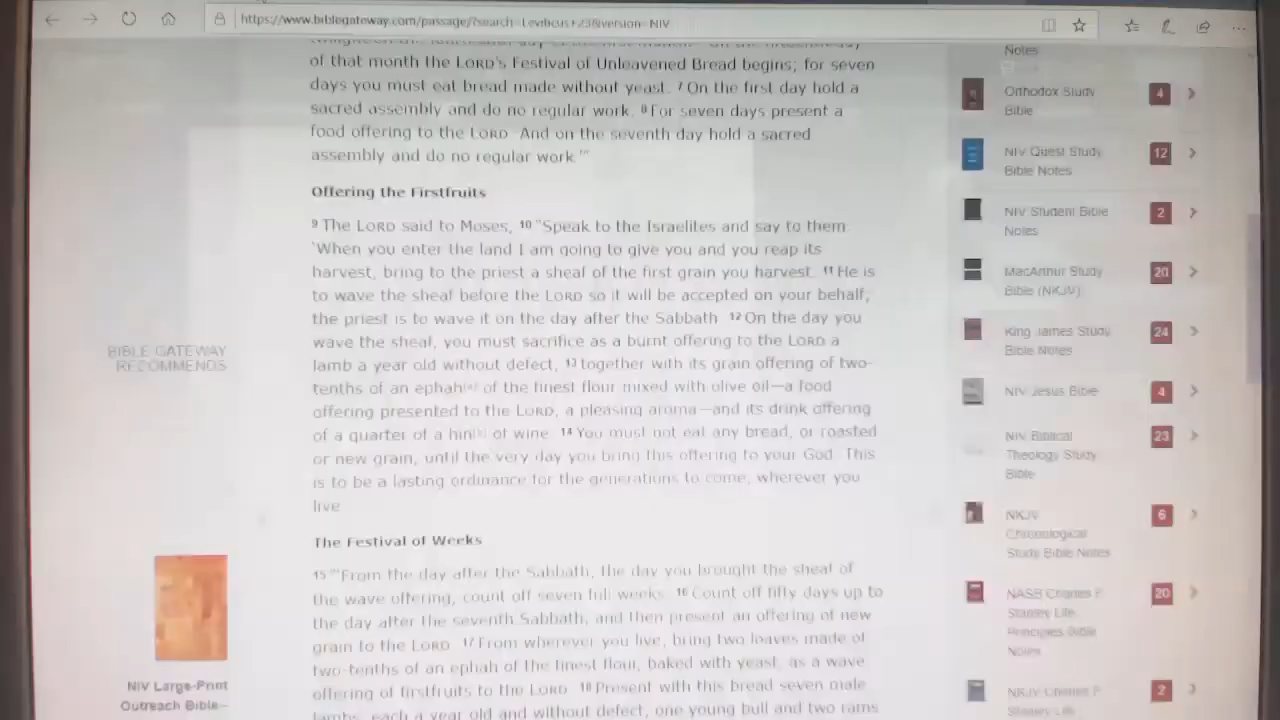 https://www.biblegateway.com/passage/?search=Leviticus+23&version=NIV
of that month the LORD's Festival of Unleavened Bread begins; for seven
days you must eat bread made without yeast. 7 On the first day hold a
sacred assembly and do no regular work. 8 For seven days present a
food offering to the LORD. And on the seventh day hold a sacred
assembly and do no regular work.'"
Offering the Firstfruits
9 The LORD said to Moses, 10 "Speak to the Israelites and say to them:
'When you enter the land I am going to give you and you reap its
harvest, bring to the priest a sheaf of the first grain you harvest. 11 He is
to wave the sheaf before the LORD so it will be accepted on your behalf;
the priest is to wave it on the day after the Sabbath. 12 On the day you
wave the sheaf, you must sacrifice as a burnt offering to the LORD a
lamb a year old without defect, 13 together with its grain offering of two-
tenths of an ephah of the finest flour mixed with olive oil—a food
offering presented to the LORD, a pleasing aroma—and its drink offering
of a quarter of a hin of wine. 14 You must not eat any bread, or roasted
or new grain, until the very day you bring this offering to your God. This
is to be a lasting ordinance for the generations to come, wherever you
live.
The Festival of Weeks
15 "'From the day after the Sabbath, the day you brought the sheaf of
the wave offering, count off seven full weeks. 16 Count off fifty days up to
the day after the seventh Sabbath, and then present an offering of new
grain to the LORD. 17 From wherever you live, bring two loaves made of
two-tenths of an ephah of the finest flour, baked with yeast, as a wave
offering of firstfruits to the LORD. 18 Present with this bread seven male
lambs, each a year old and without defect, one young bull and two rams
BIBLE GATEWAY
RECOMMENDS
NIV Large-Print
Outreach Bible--
Notes
Orthodox Study
Bible
4
NIV Quest Study
Bible Notes
12
NIV Student Bible
Notes
2
MacArthur Study
Bible (NKJV)
20
King James Study
Bible Notes
24
NIV Jesus Bible
4
NIV Biblical
Theology Study
Bible
23
NKJV
Chronological
Study Bible Notes
6
NASB Charles F.
Stanley Life
Principles Bible
Notes
20
NKJV Charles F.
Stanley Life
2